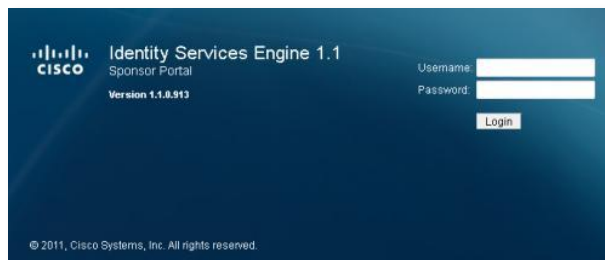 CISCO
Identity Services Engine 1.1
Sponsor Portal
Version 1.1.0.913
Username:
Password:
Login
© 2011, Cisco Systems, Inc. All rights reserved.